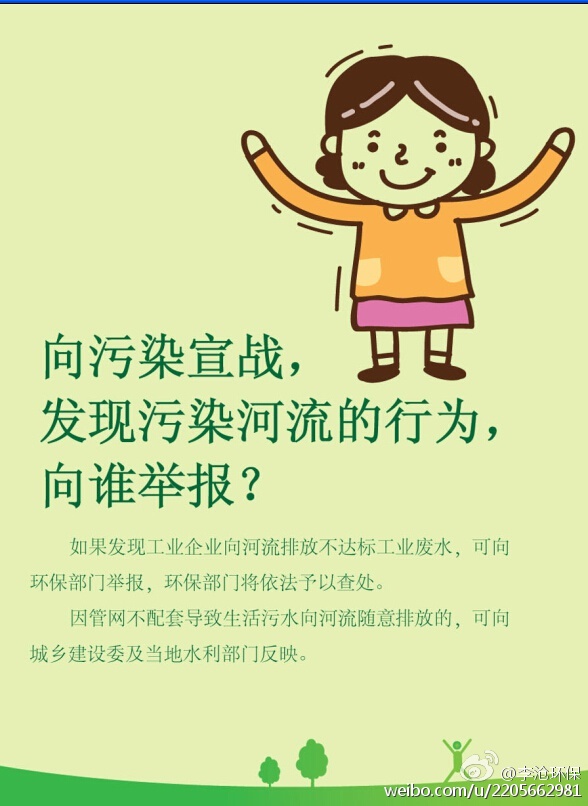 向污染宣战，
发现污染河流的行为，
向谁举报？
如果发现工业企业向河流排放不达标工业废水，可向
环保部门举报，环保部门将依法予以查处。
因管网不配套导致生活污水向河流随意排放的，可向
城乡建设委及当地水利部门反映。
@李沧环保
weibo.com/u/2205662981